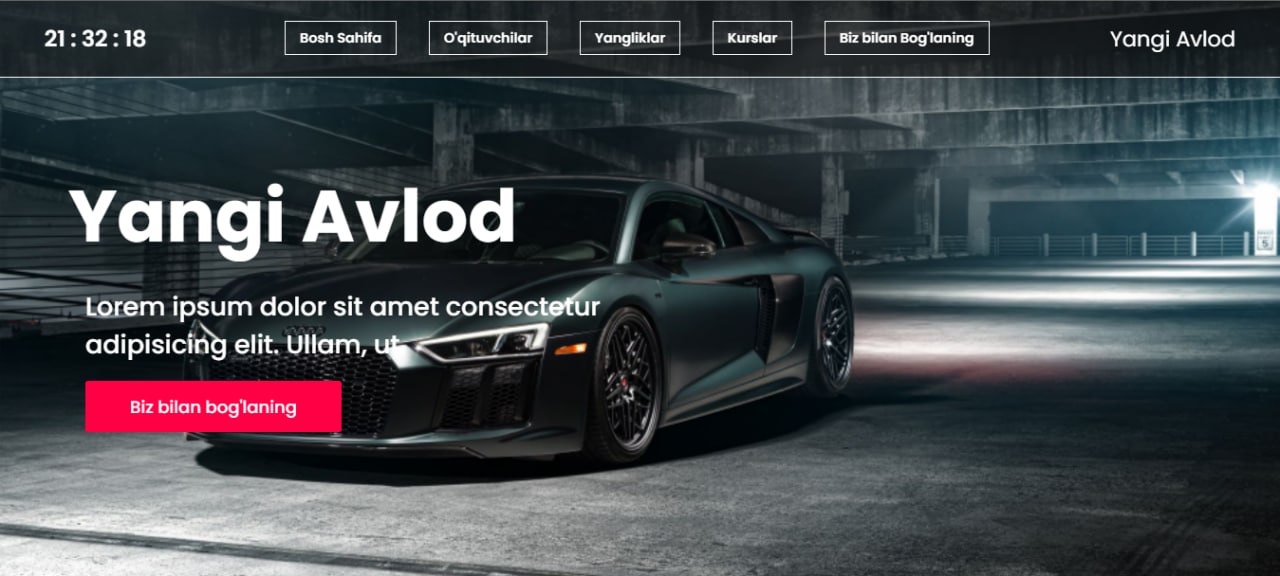 21 : 32 : 18
Bosh Sahifa
O'qituvchilar
Yangliklar
Kurslar
Biz bilan Bog'laning
Yangi Avlod
Yangi Avlod
Lorem ipsum dolor sit amet consectetur
adipisicing elit. Ullam, ut.
Biz bilan bog'laning